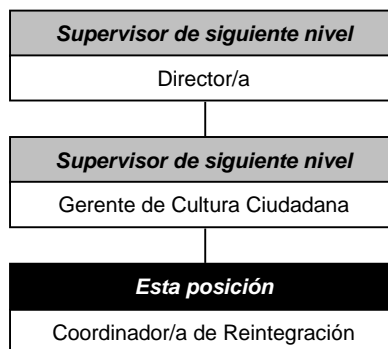 Supervisor de siguiente nivel
Director/a
Supervisor de siguiente nivel
Gerente de Cultura Ciudadana
Esta posición
Coordinador/a de Reintegración